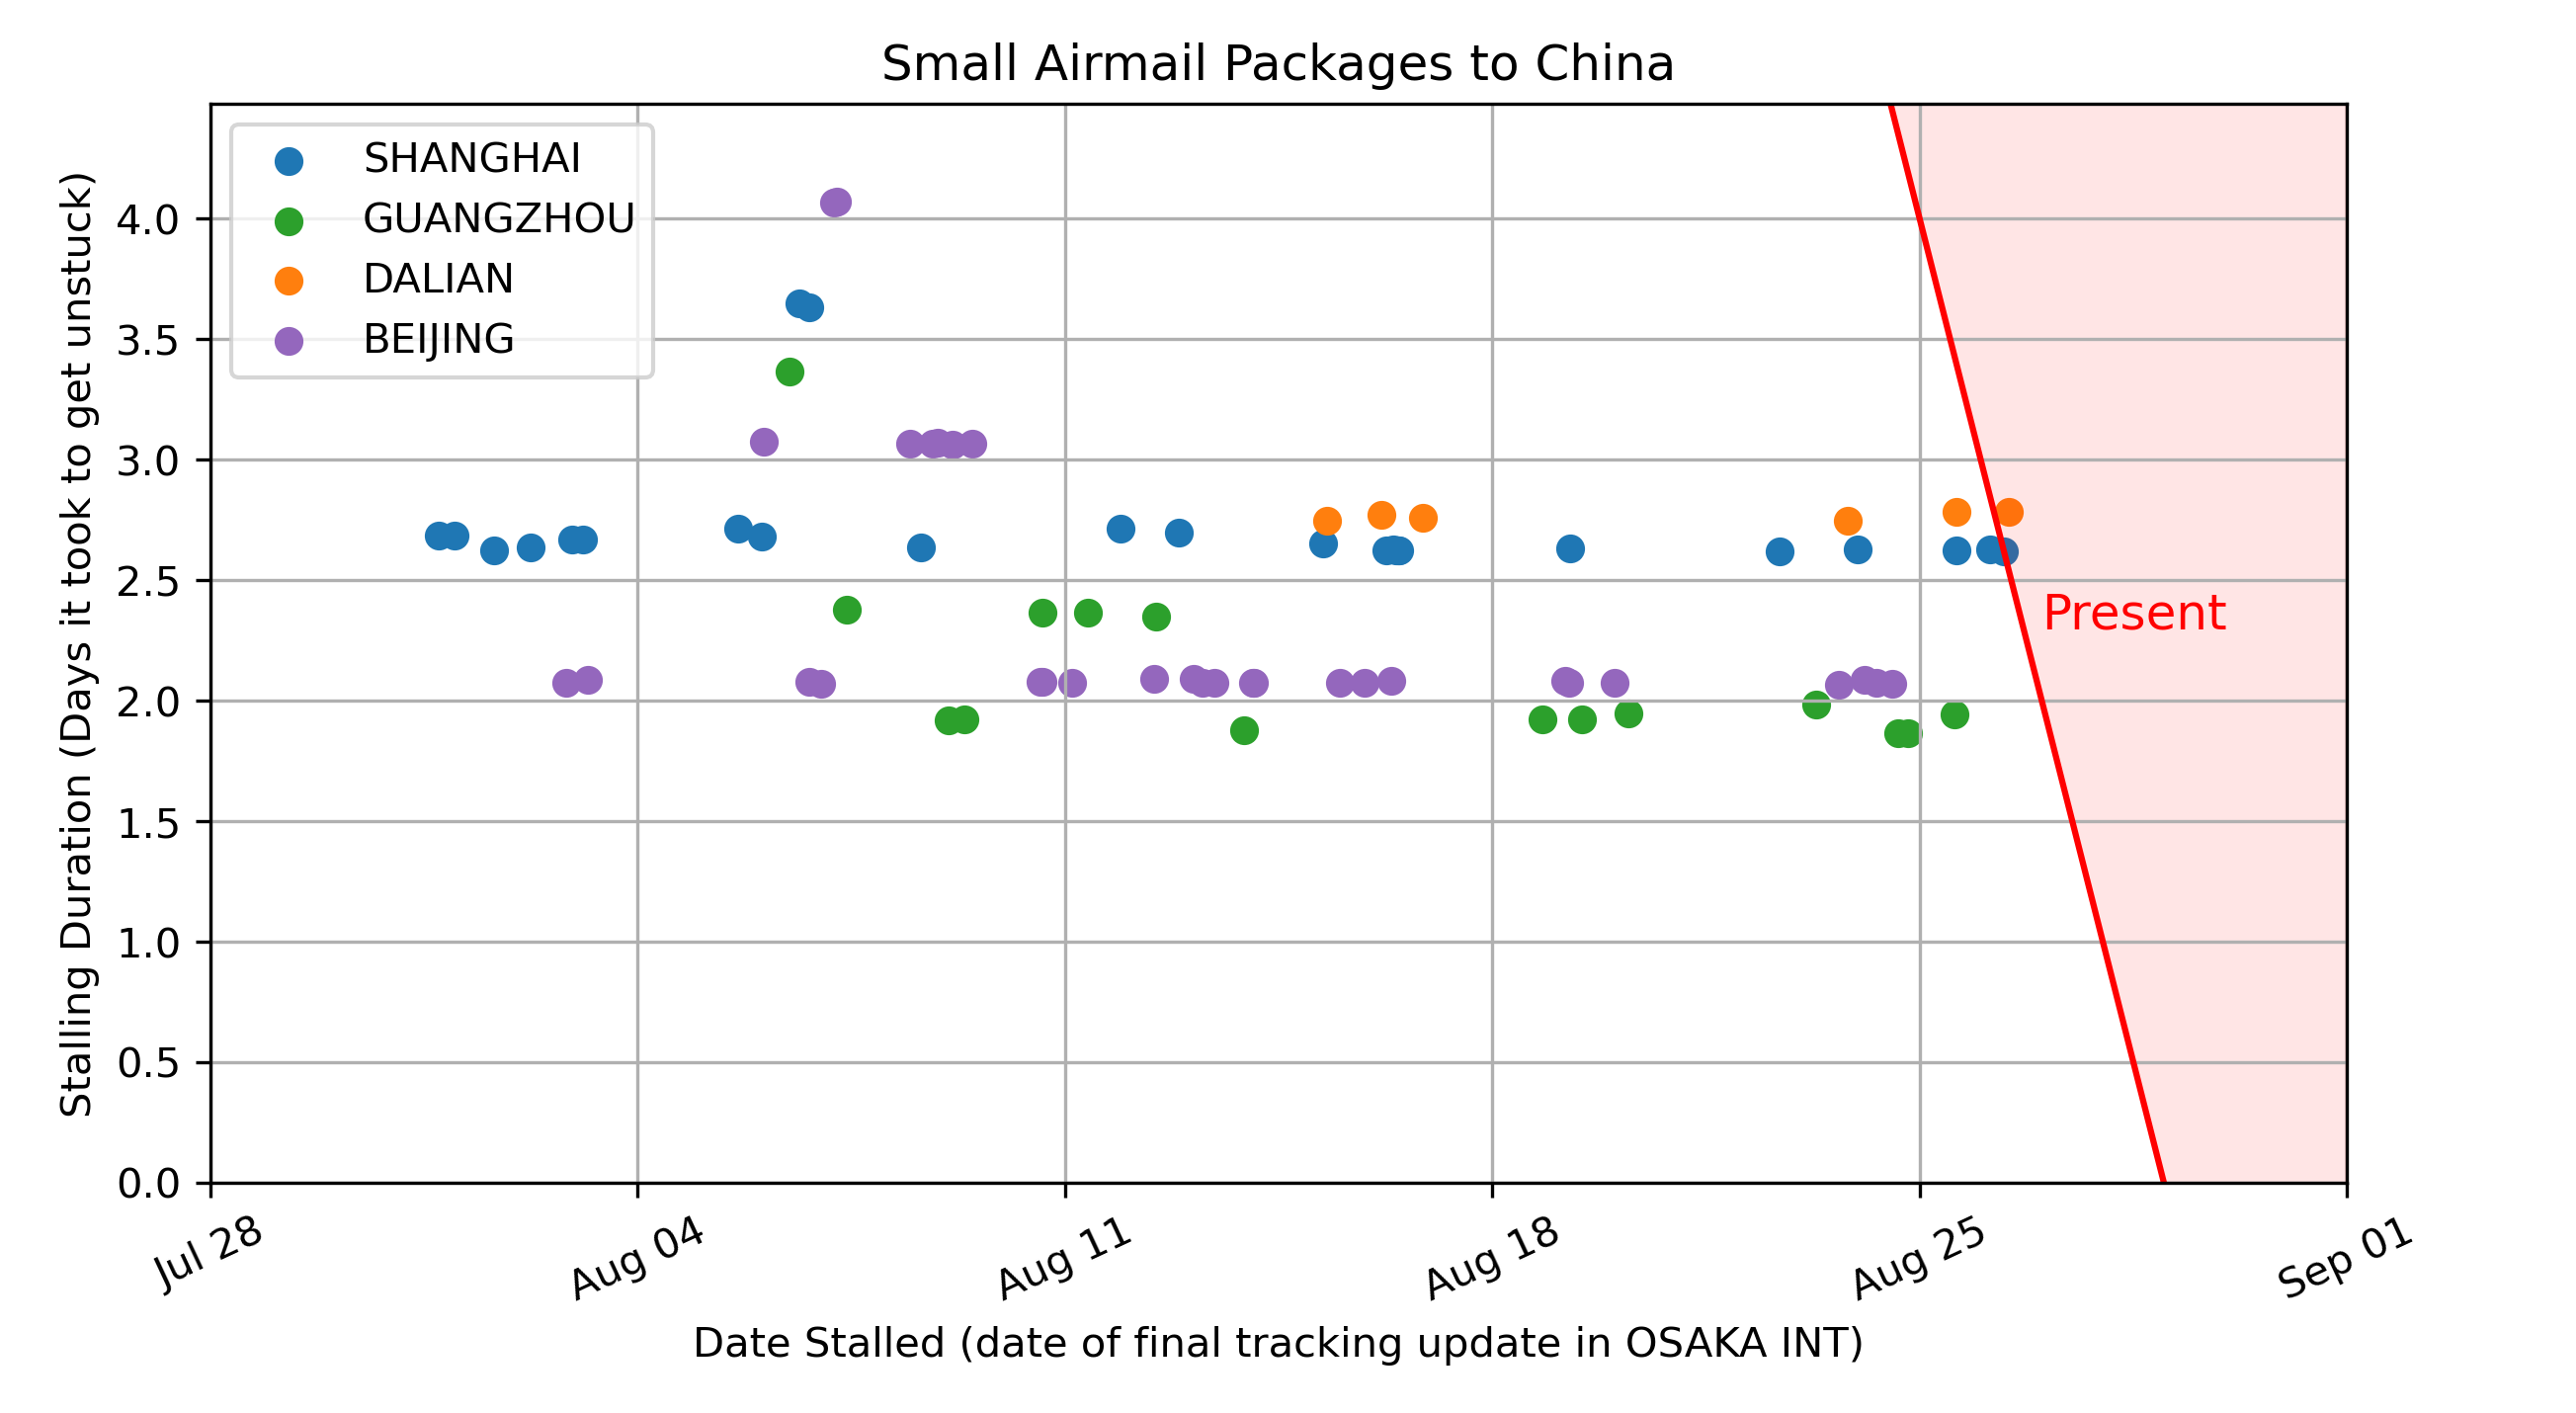 Small Airmail Packages to China
SHANGHAI
GUANGZHOU
DALIAN
BEIJING
Stalling Duration (Days it took to get unstuck)
4.0
3.5
3.0
2.5
2.0
1.5
1.0
0.5
0.0
Present
Jul 28
Aug 04
Aug 11
Aug 18
Aug 25
Sep 01
Date Stalled (date of final tracking update in OSAKA INT)